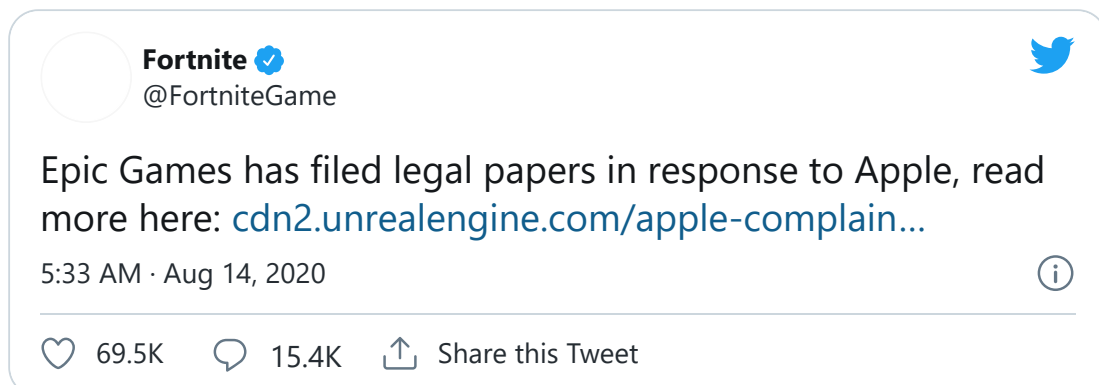 Fortnite
@FortniteGame
Epic Games has filed legal papers in response to Apple, read
more here: cdn2.unrealengine.com/apple-complain...
5:33 AM · Aug 14, 2020
69.5K 15.4K Share this Tweet